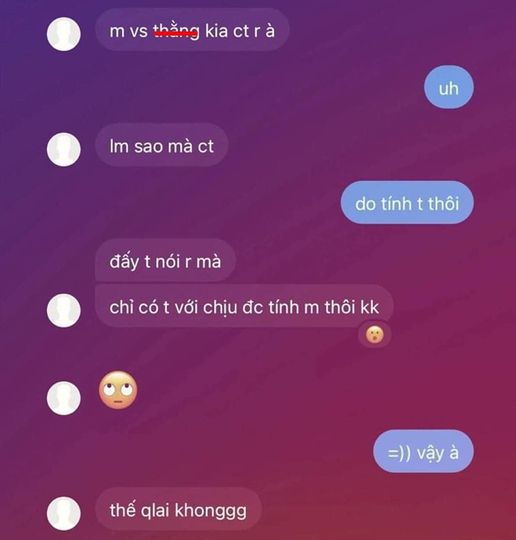 m vs thằng kia ct r à
uh
lm sao mà ct
do tính t thôi
đấy t nói r mà
chỉ có t với chịu đc tính m thôi kk
=)) vậy à
thế qlai khonggg